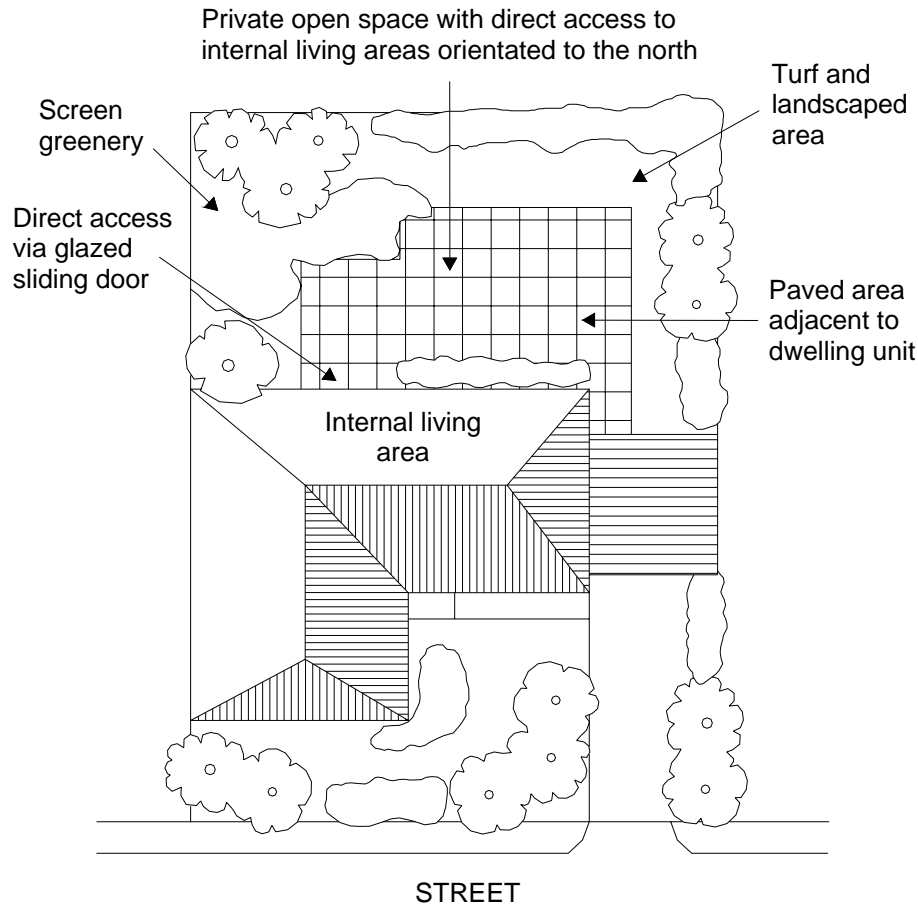 Private open space with direct access to
internal living areas orientated to the north
Screen
greenery
Turf and
landscaped
area
Direct access
via glazed
sliding door
Paved area
adjacent to
dwelling unit
Internal living
area
STREET